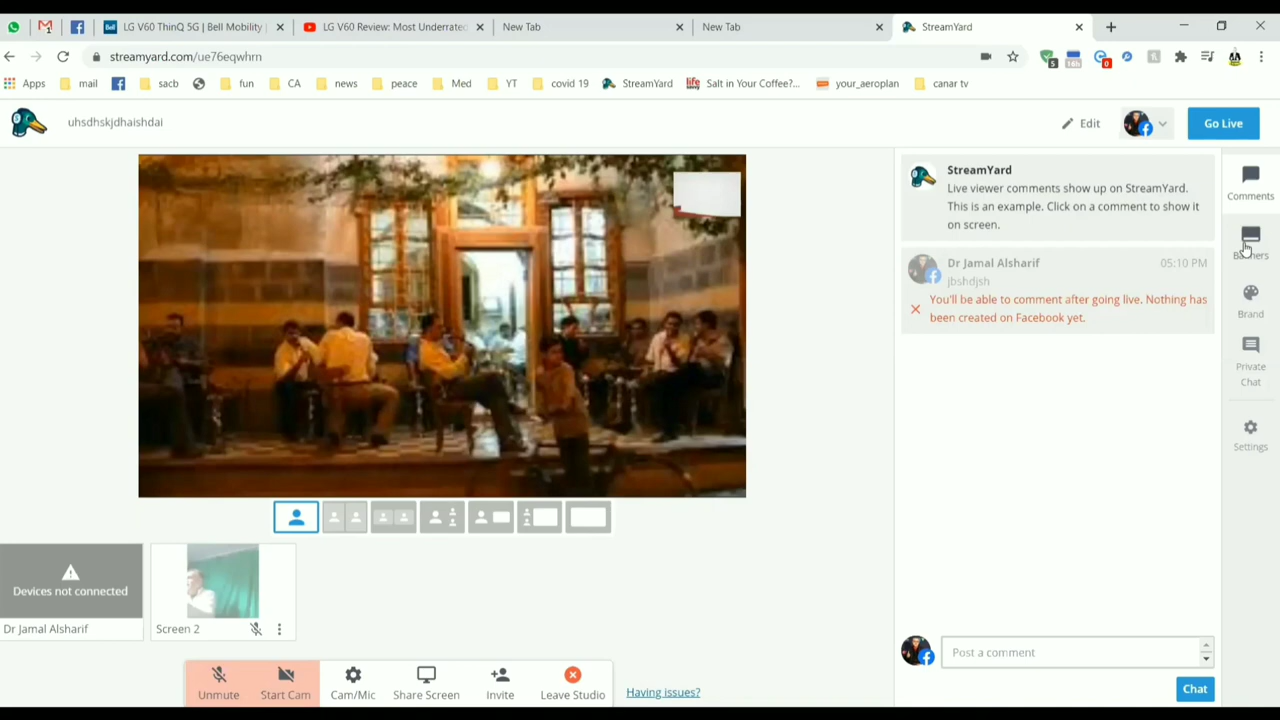 LG V60 ThinQ 5G | Bell Mobility
LG V60 Review: Most Underrated
New Tab
New Tab
StreamYard
streamyard.com/ue76eqwhrn
5
16h
0
Apps
mail
sacb
fun
CA
news
peace
Med
YT
covid 19
StreamYard
Salt in Your Coffee?...
your_aeroplan
canar tv
uhsdhskjdhaishdai
Edit
Go Live
StreamYard
Live viewer comments show up on StreamYard.
This is an example. Click on a comment to show it
on screen.
Dr Jamal Alsharif 05:10 PM
jbshdjsh
You'll be able to comment after going live. Nothing has
been created on Facebook yet.
Comments
Banners
Brand
Private
Chat
Settings
Devices not connected
Dr Jamal Alsharif
Screen 2
Unmute
Start Cam
Cam/Mic
Share Screen
Invite
Leave Studio
Having issues?
Post a comment
Chat